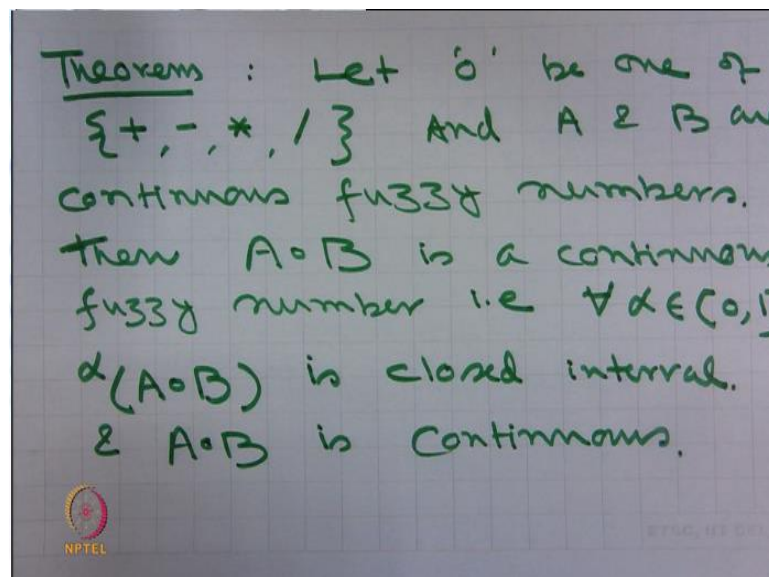 Theorem : Let 'o' be one of
{+, -, *, /} And A & B
continuous fuzzy numbers.
Then A∘B is a continuous
fuzzy number i.e ∀ α ∈ (0,1]
α(A∘B) is closed interval.
& A∘B is continuous.
NPTEL